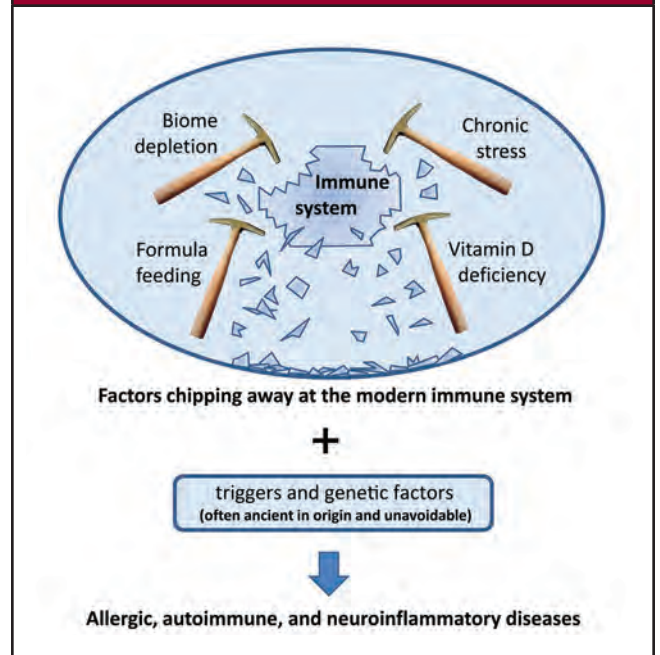 Biome
depletion
Chronic
stress
Immune
system
Formula
feeding
Vitamin D
deficiency
Factors chipping away at the modern immune system
+
triggers and genetic factors
(often ancient in origin and unavoidable)
Allergic, autoimmune, and neuroinflammatory diseases